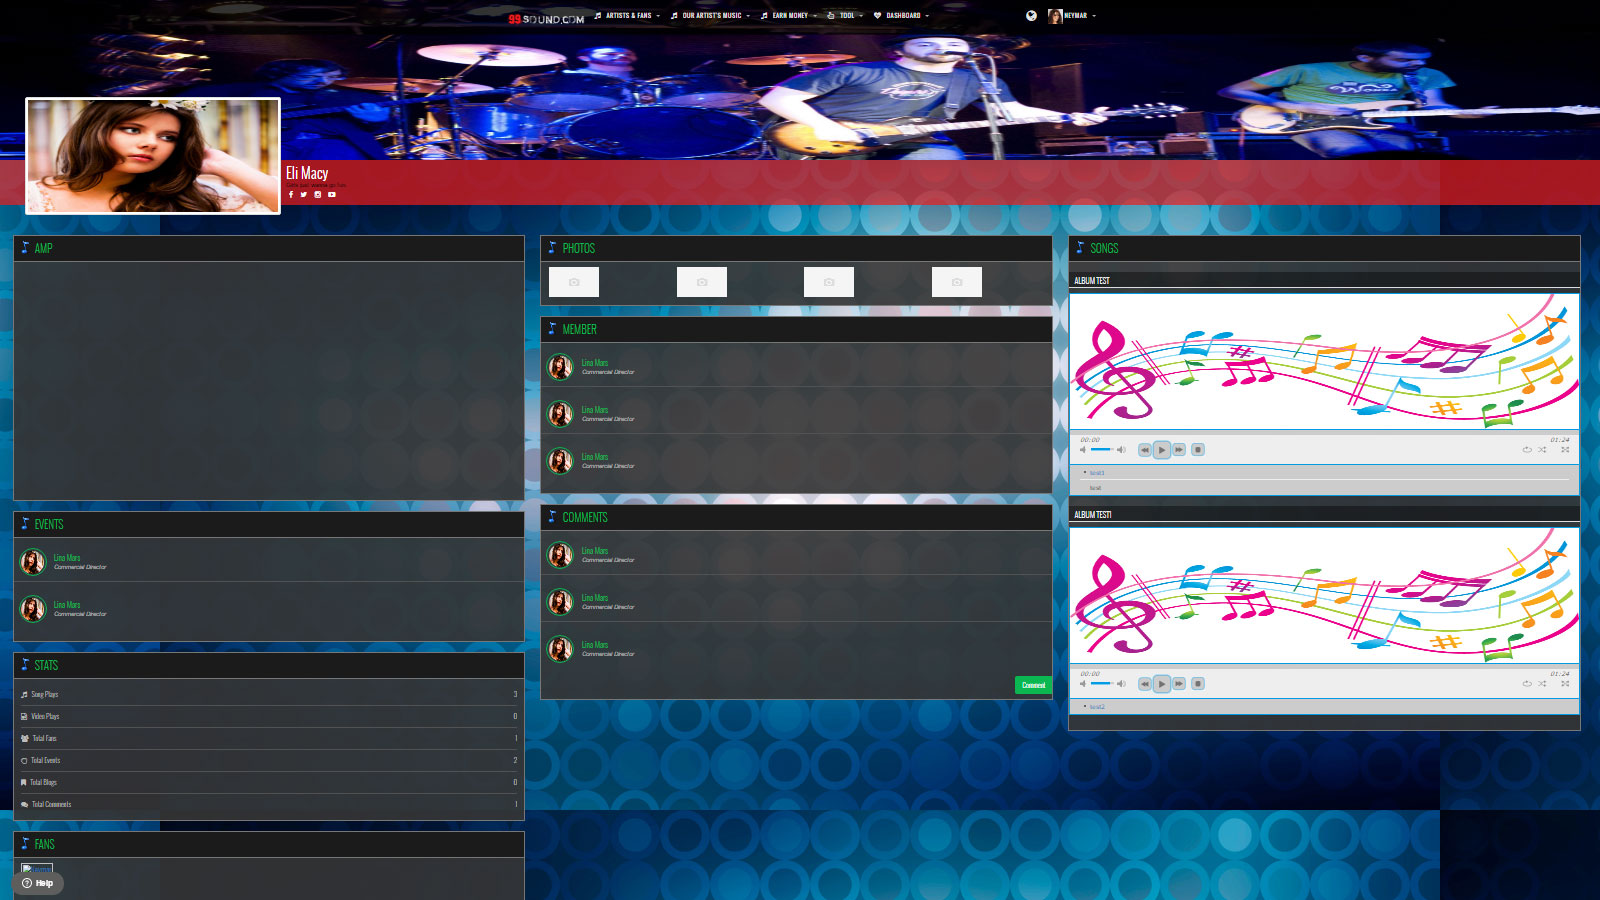 99SOUND.COM
ARTISTS & FANS
OUR ARTIST'S MUSIC
EARN MONEY
TOOL
DASHBOARD
NEYMAR
Eli Macy
AMP
EVENTS
Lina Mars
Commercial Director
Lina Mars
Commercial Director
STATS
Song Plays 3
Video Plays 0
Total Fans 1
Total Events 2
Total Blogs 0
Total Comments 1
FANS
Help
PHOTOS
MEMBER
Lina Mars
Commercial Director
Lina Mars
Commercial Director
Lina Mars
Commercial Director
COMMENTS
Lina Mars
Commercial Director
Lina Mars
Commercial Director
Lina Mars
Commercial Director
Comment
SONGS
ALBUM TEST
00:00 01:24
test1
test
ALBUM TEST1
00:00 01:24
test2